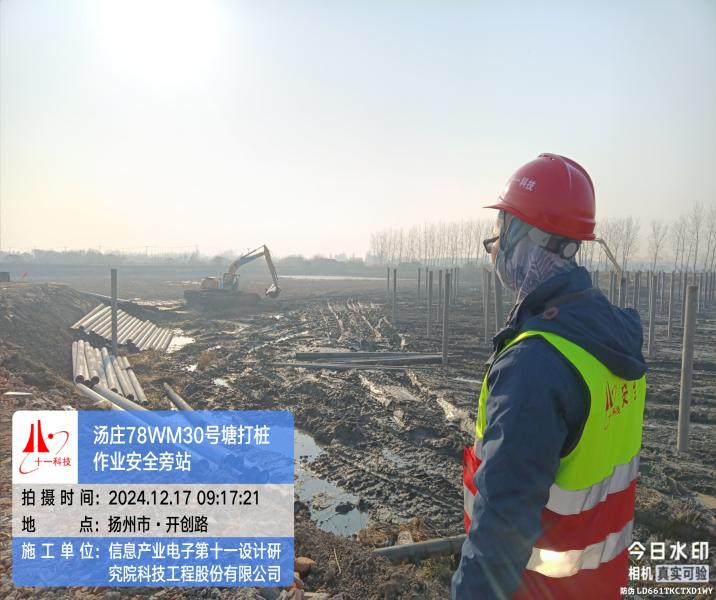 一科技
安
汤庄78WM30号塘打桩
作业安全旁站
十一科技
拍摄时间：2024.12.17 09:17:21
地点：扬州市·开创路
施工单位：信息产业电子第十一设计研
究院科技工程股份有限公司
今日水印
相机 真实可验
防伪 LD661TKCTXD1WY